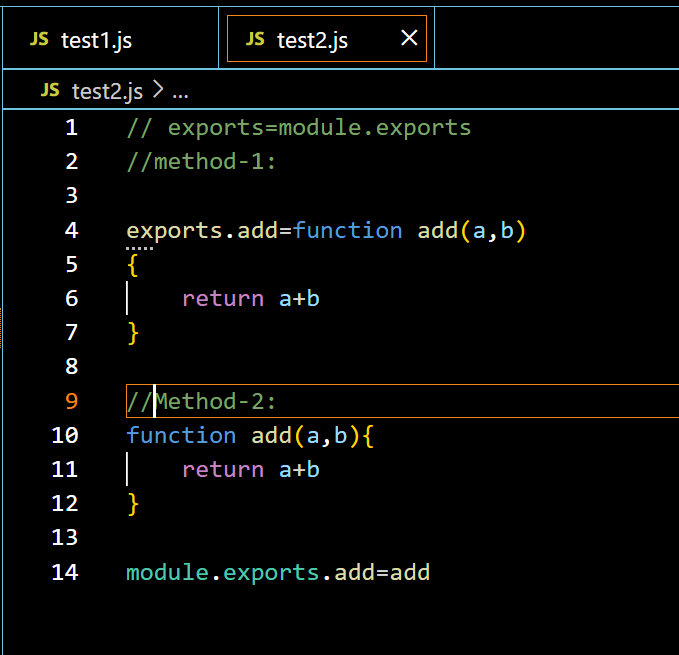 JS test1.js
JS test2.js ×
JS test2.js > ...
1 // exports=module.exports
2 //method-1:
3
4 exports.add=function add(a,b)
5 {
6 return a+b
7 }
8
9 //Method-2:
10 function add(a,b){
11 return a+b
12 }
13
14 module.exports.add=add